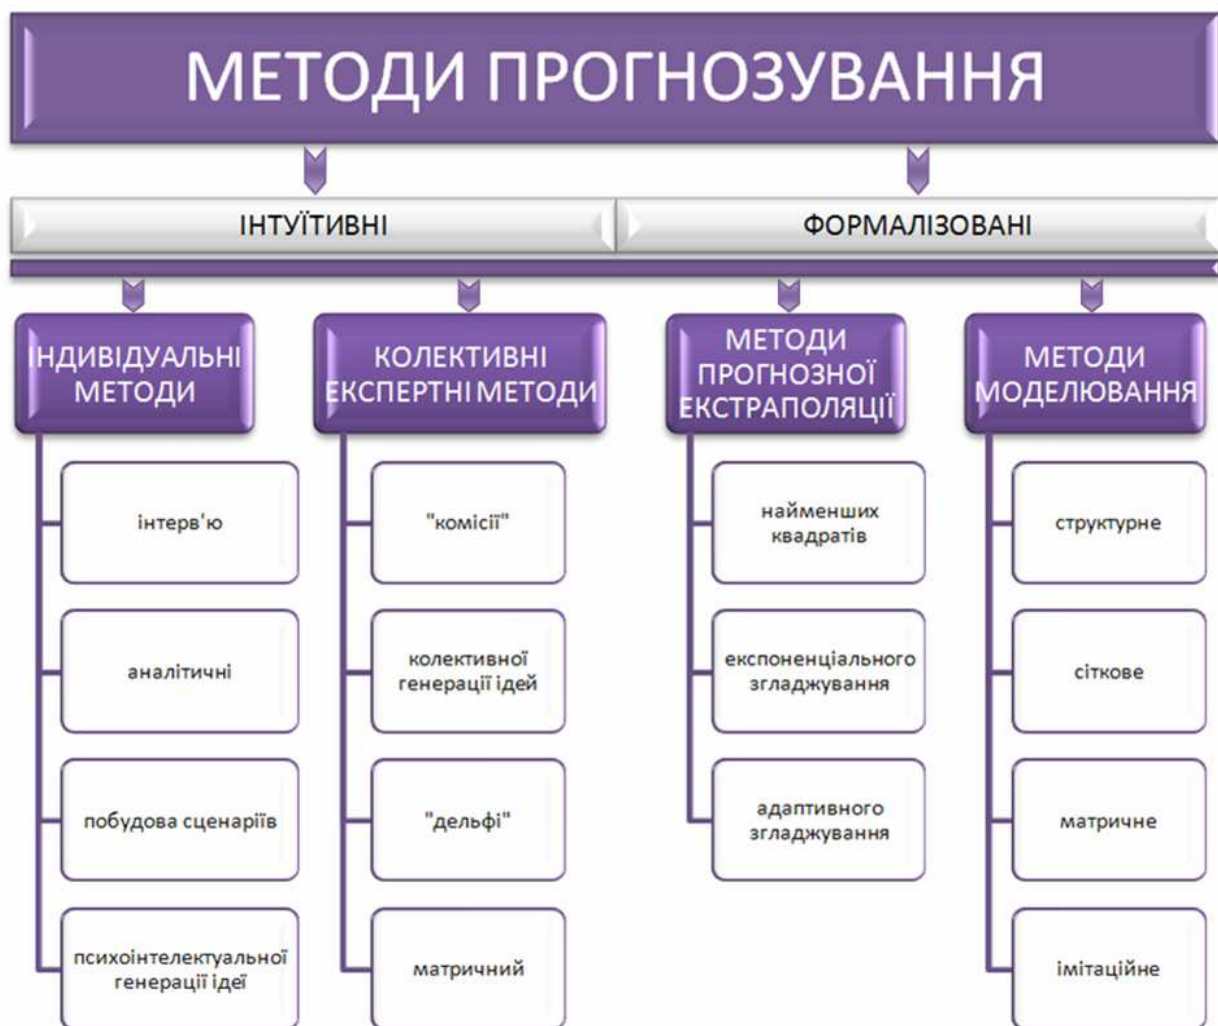 МЕТОДИ ПРОГНОЗУВАННЯ
ІНТУЇТИВНІ
ФОРМАЛІЗОВАНІ
ІНДИВІДУАЛЬНІ
МЕТОДИ
інтерв'ю
аналітичні
побудова сценаріїв
психоінтелектуальної
генерації ідеї
КОЛЕКТИВНІ
ЕКСПЕРТНІ МЕТОДИ
"комісії"
колективної
генерації ідей
"дельфі"
матричний
МЕТОДИ
ПРОГНОЗНОЇ
ЕКСТРАПОЛЯЦІЇ
найменших
квадратів
експоненціального
згладжування
адаптивного
згладжування
МЕТОДИ
МОДЕЛЮВАННЯ
структурне
сіткове
матричне
імітаційне